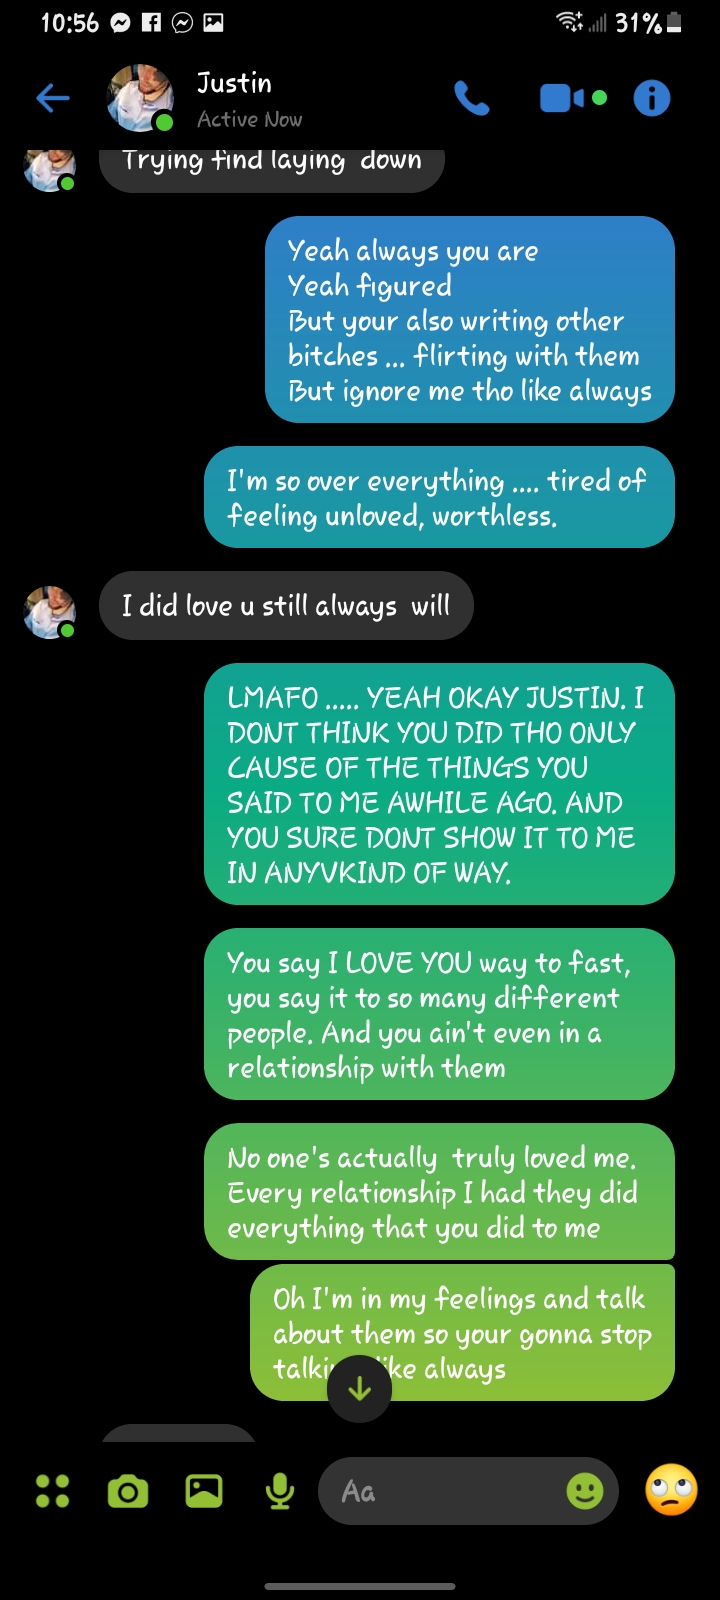 10:56
31%
Justin
Active Now
Trying find laying down
Yeah always you are
Yeah figured
But your also writing other
bitches ... flirting with them
But ignore me tho like always
I'm so over everything .... tired of
feeling unloved, worthless.
I did love u still always will
LMAFO ..... YEAH OKAY JUSTIN. I
DONT THINK YOU DID THO ONLY
CAUSE OF THE THINGS YOU
SAID TO ME AWHILE AGO. AND
YOU SURE DONT SHOW IT TO ME
IN ANYVKIND OF WAY.
You say I LOVE YOU way to fast,
you say it to so many different
people. And you ain't even in a
relationship with them
No one's actually truly loved me.
Every relationship I had they did
everything that you did to me
Oh I'm in my feelings and talk
about them so your gonna stop
like always
Aa